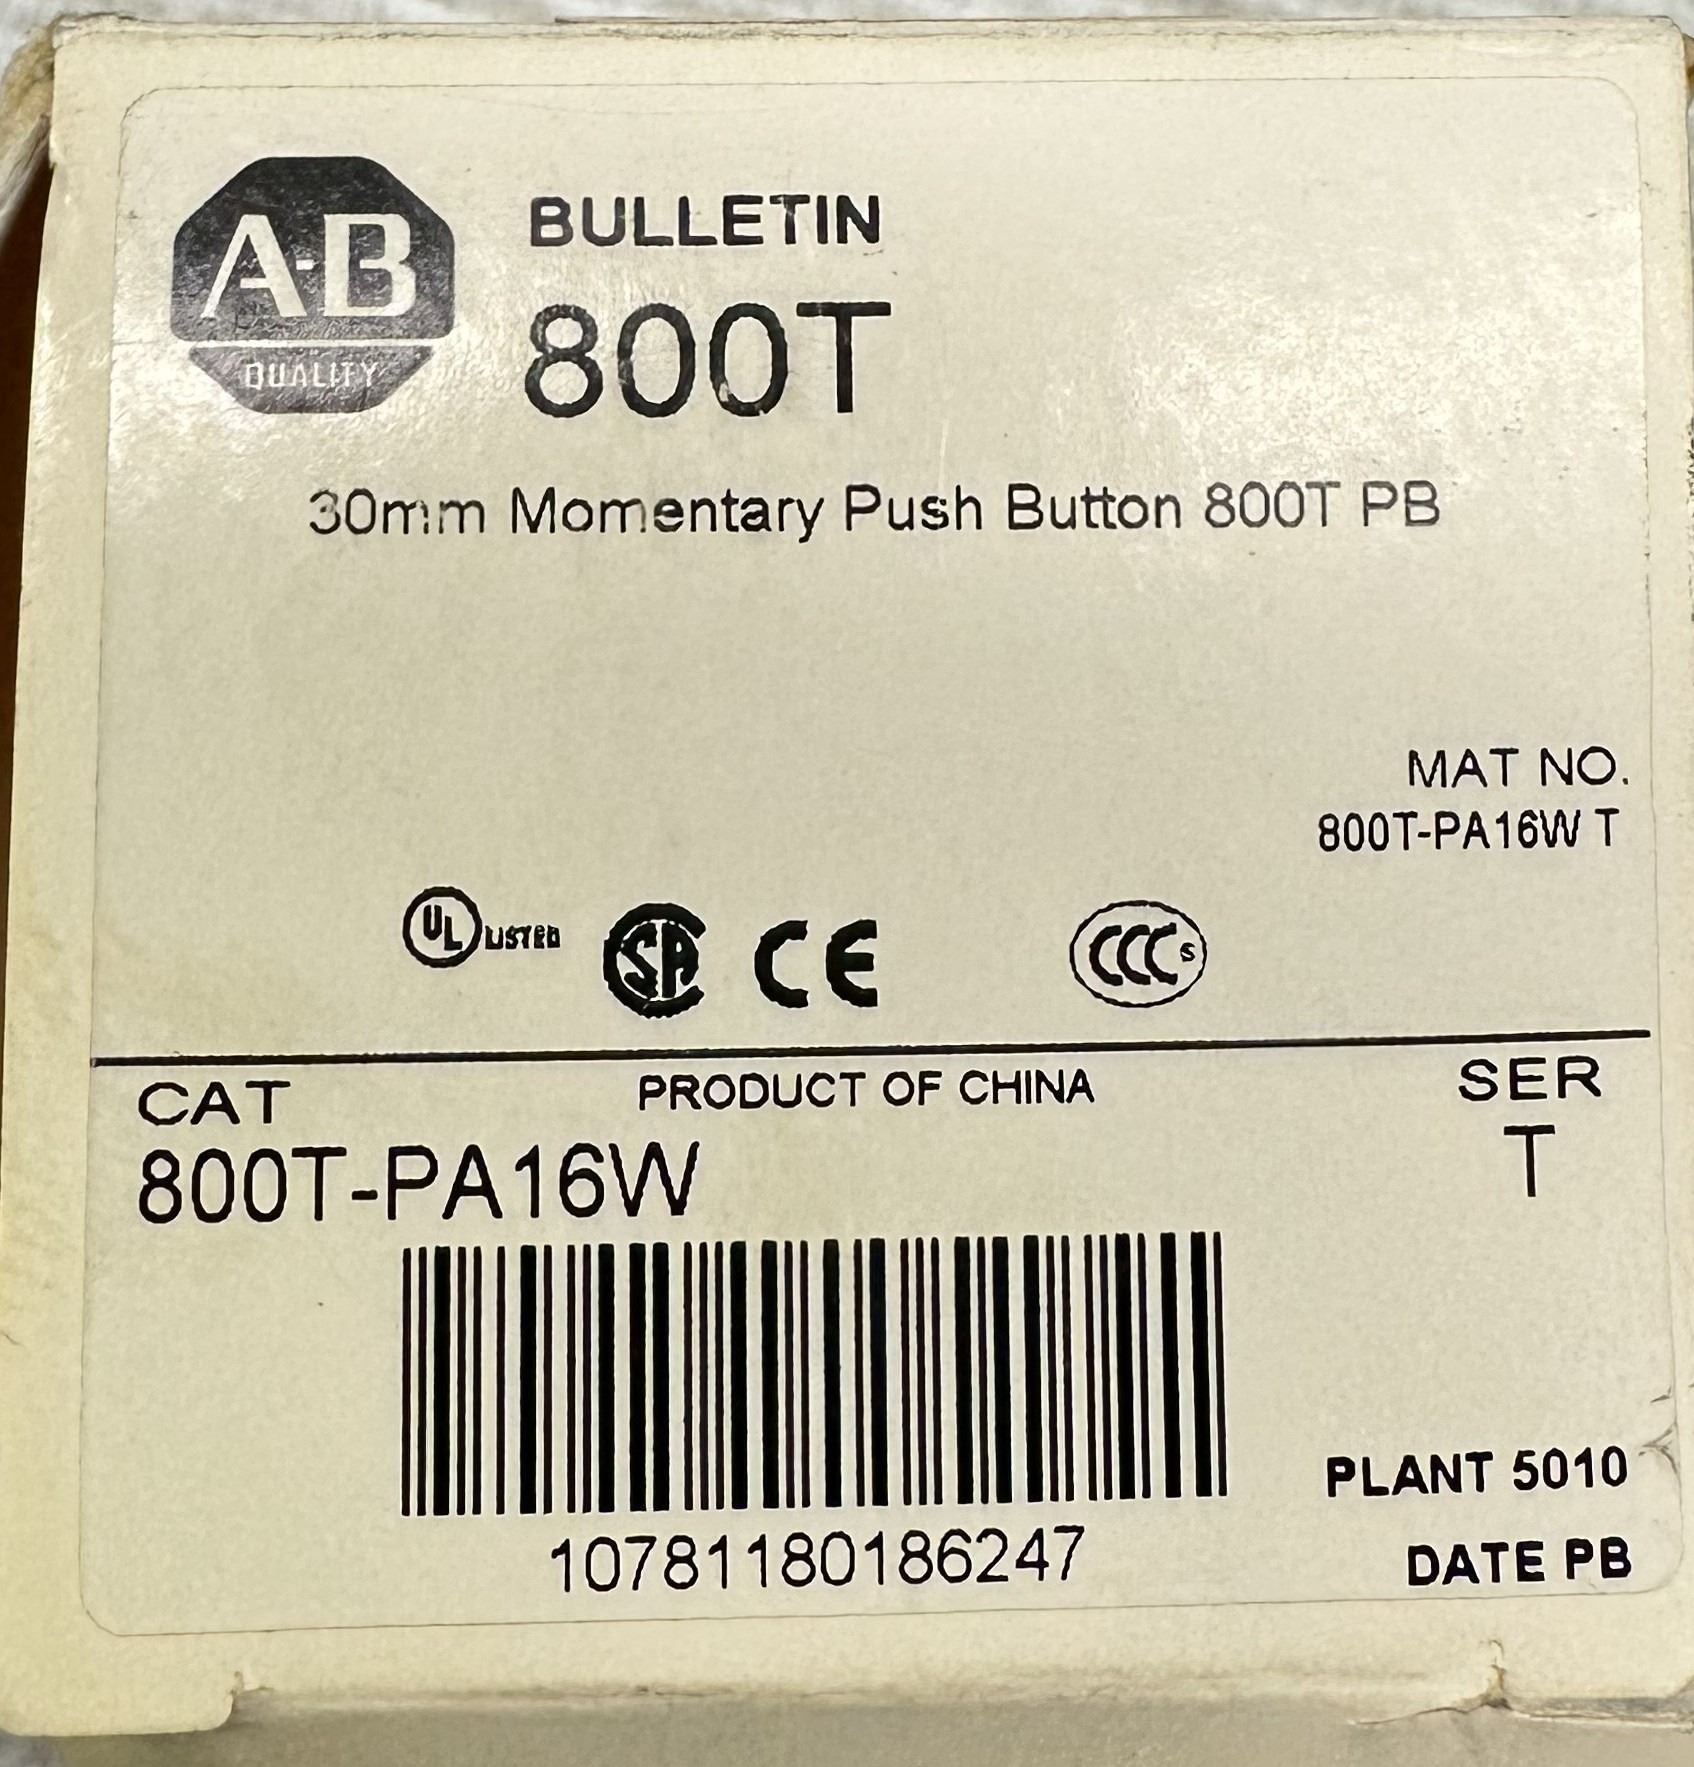 A-B
QUALITY
BULLETIN
800T
30mm Momentary Push Button 800T PB
MAT NO.
800T-PA16W T
UL LISTED
SA
CE
CCC S
CAT
PRODUCT OF CHINA
SER
800T-PA16W
T
10781180186247
PLANT 5010
DATE PB